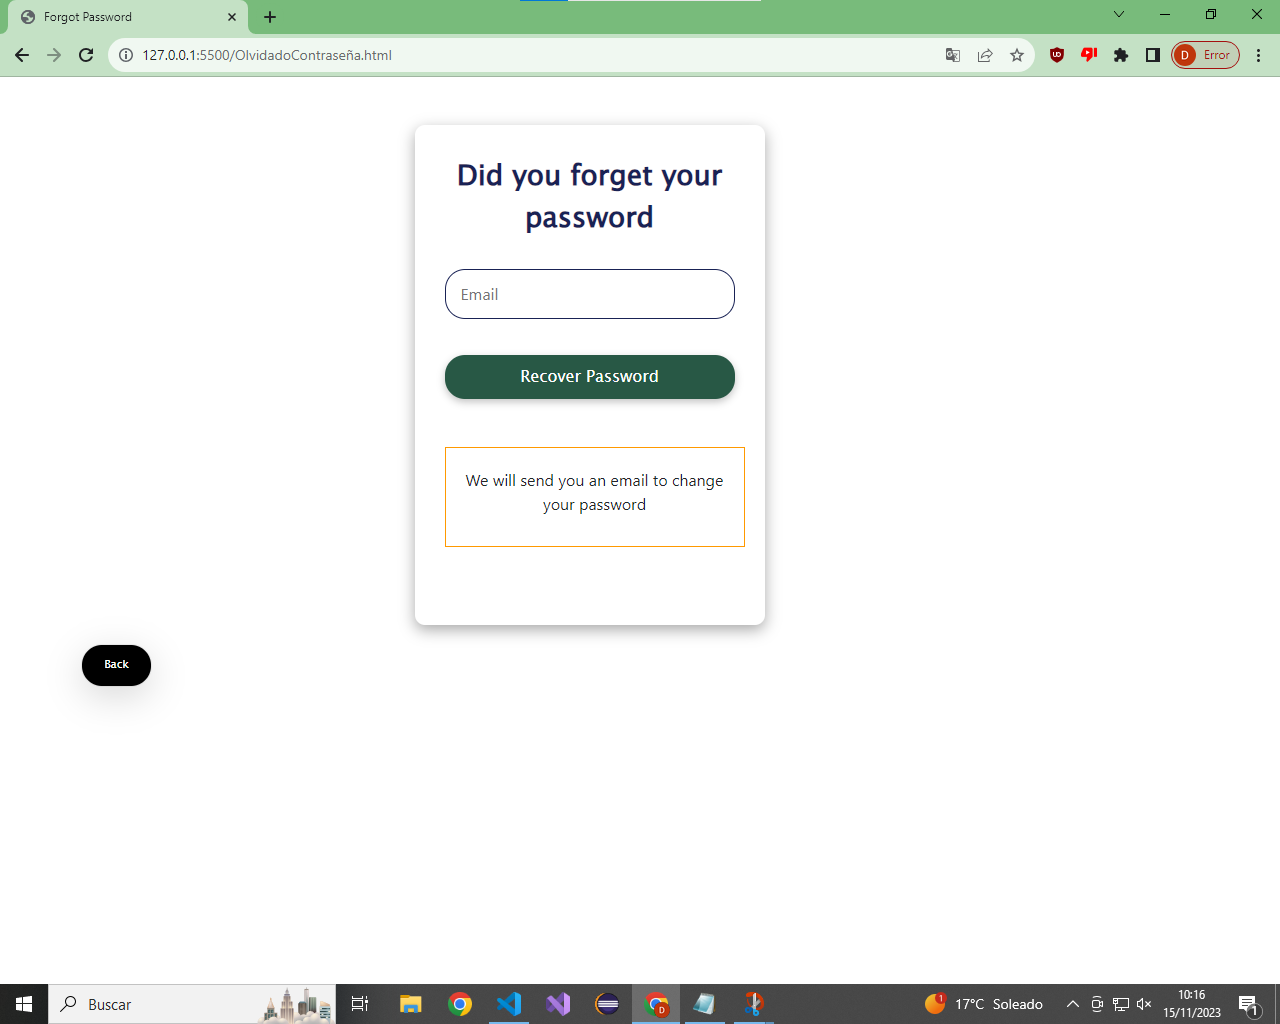 Forgot Password
127.0.0.1:5500/OlvidadoContraseña.html
D Error
Did you forget your
password
Email
Recover Password
We will send you an email to change
your password
Back
Buscar
D
1
17°C Soleado
10:16
15/11/2023
1